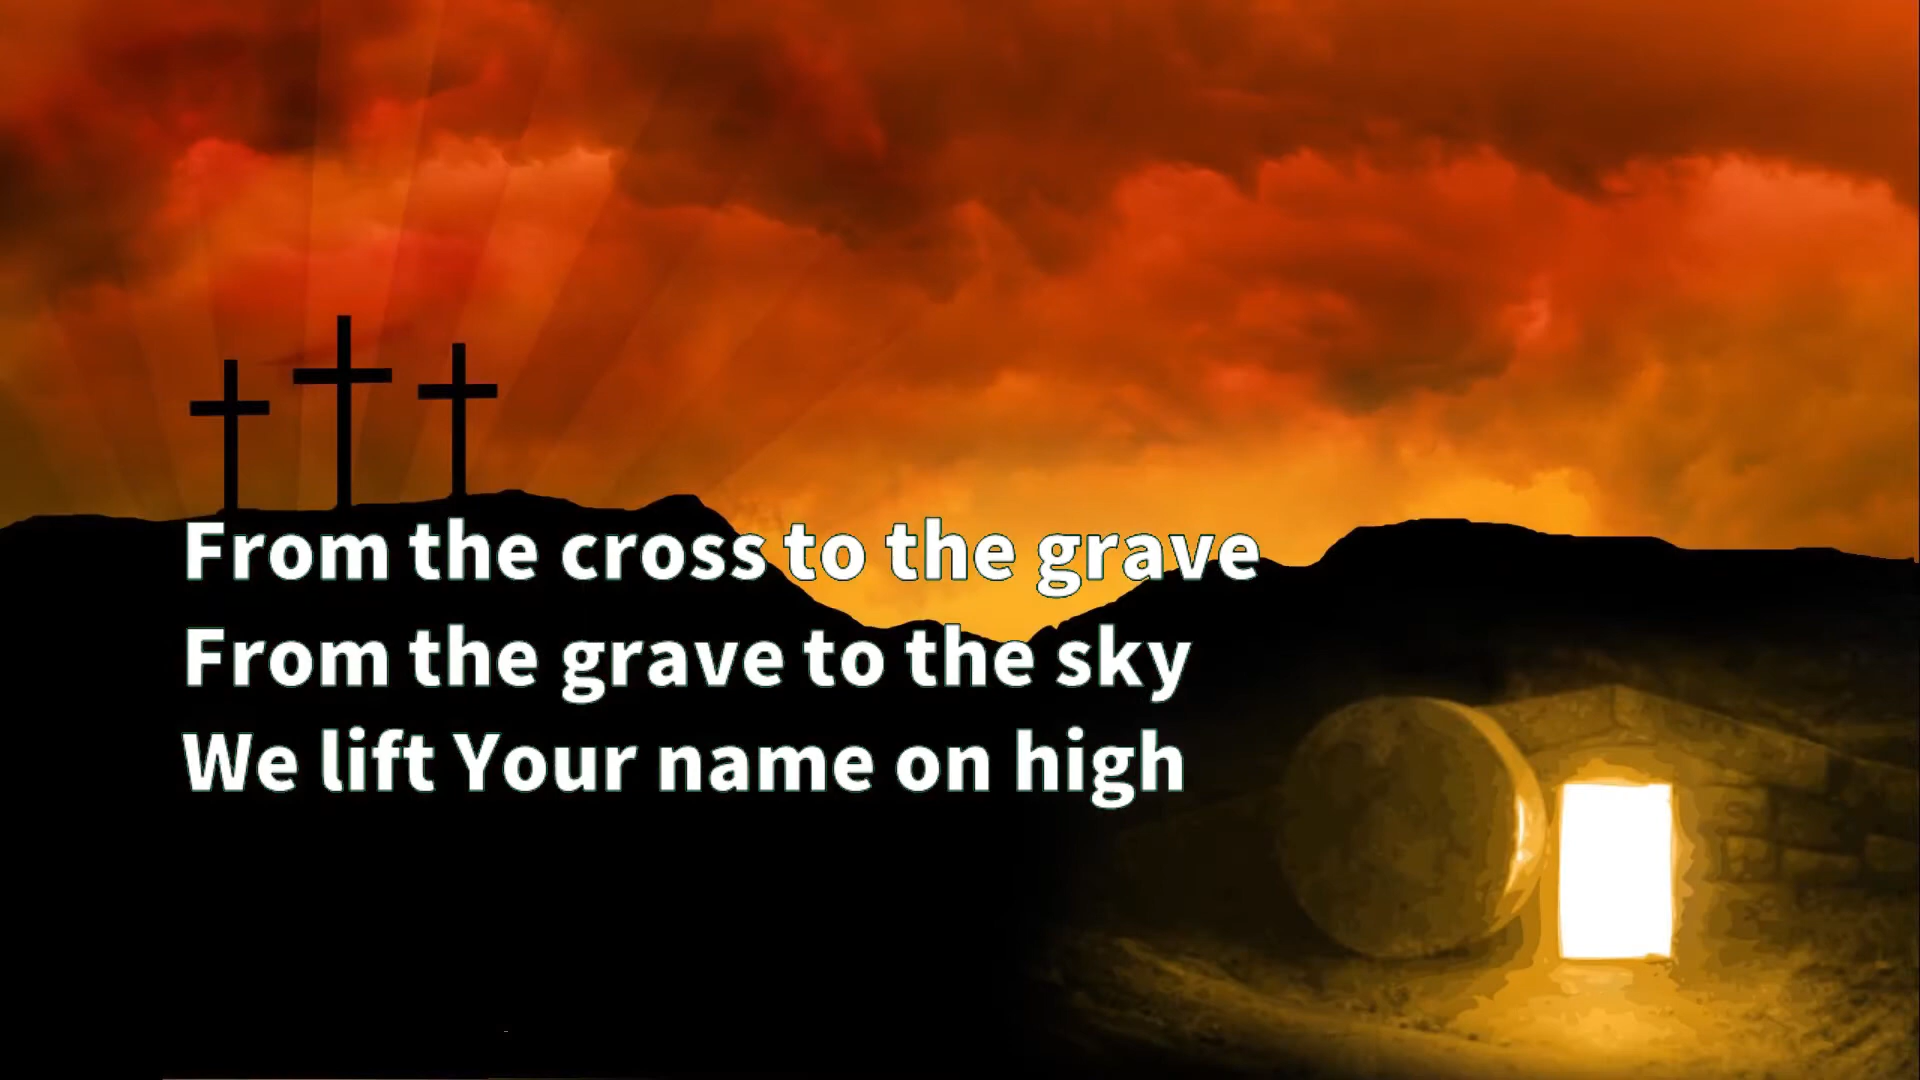 From the cross to the grave
From the grave to the sky
We lift Your name on high